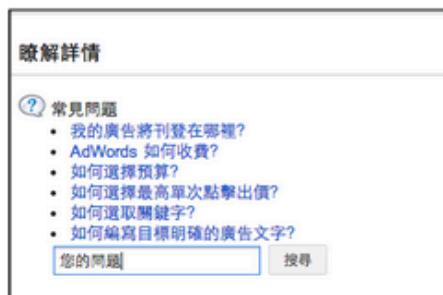 瞭解詳情
常見問題
我的廣告將刊登在哪裡?
AdWords 如何收費?
如何選擇預算?
如何選擇最高單次點擊出價?
如何選取關鍵字?
如何編寫目標明確的廣告文字?
您的問題 搜尋